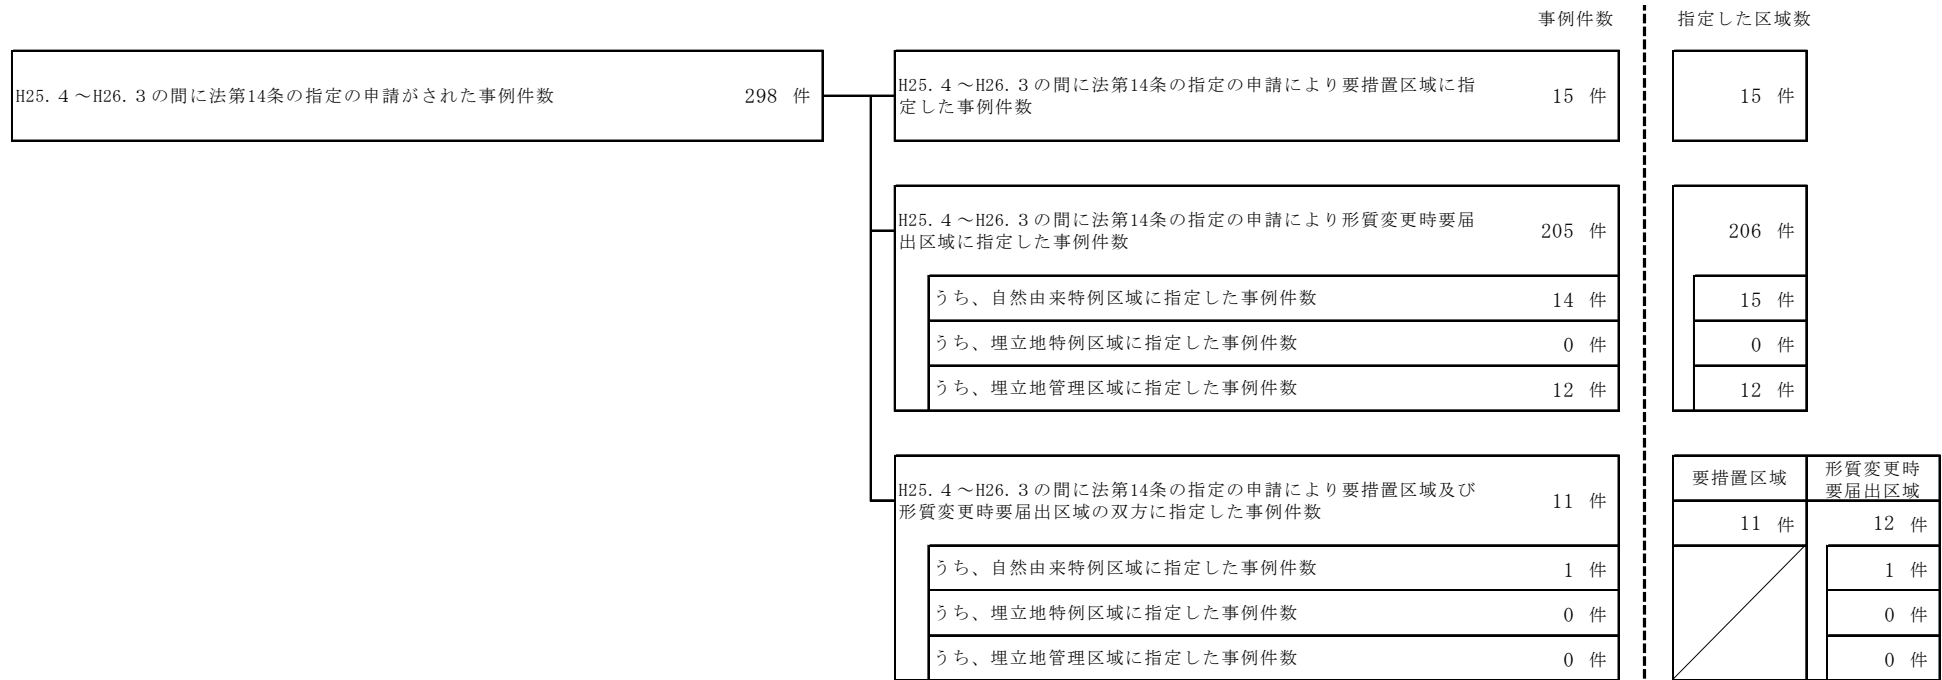 事例件数 指定した区域数
H25.4～H26.3の間に法第14条の指定の申請がされた事例件数 298 件
H25.4～H26.3の間に法第14条の指定の申請により要措置区域に指
定した事例件数 15 件 15 件
H25.4～H26.3の間に法第14条の指定の申請により形質変更時要届
出区域に指定した事例件数 205 件 206 件
うち、自然由来特例区域に指定した事例件数 14 件 15 件
うち、埋立地特例区域に指定した事例件数 0 件 0 件
うち、埋立地管理区域に指定した事例件数 12 件 12 件
要措置区域 形質変更時
要届出区域
H25.4～H26.3の間に法第14条の指定の申請により要措置区域及び
形質変更時要届出区域の双方に指定した事例件数 11 件 11 件 12 件
うち、自然由来特例区域に指定した事例件数 1 件 1 件
うち、埋立地特例区域に指定した事例件数 0 件 0 件
うち、埋立地管理区域に指定した事例件数 0 件 0 件